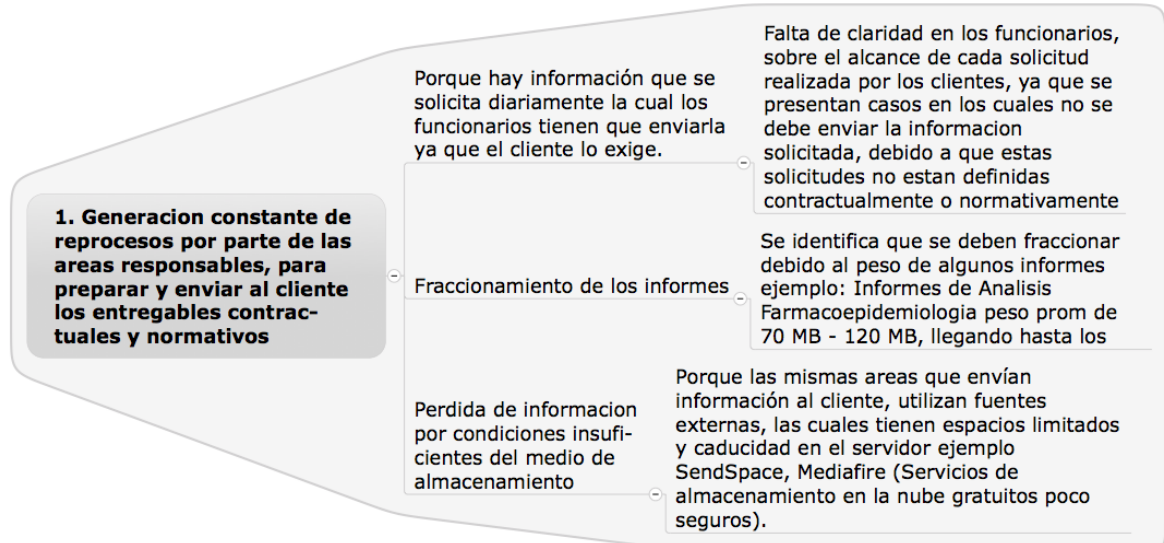 1. Generacion constante de
reprocesos por parte de las
areas responsables, para
preparar y enviar al cliente
los entregables contrac-
tuales y normativos
Porque hay información que se
solicita diariamente la cual los
funcionarios tienen que enviarla
ya que el cliente lo exige.
Falta de claridad en los funcionarios,
sobre el alcance de cada solicitud
realizada por los clientes, ya que se
presentan casos en los cuales no se
debe enviar la informacion
solicitada, debido a que estas
solicitudes no estan definidas
contractualmente o normativamente
Fraccionamiento de los informes
Se identifica que se deben fraccionar
debido al peso de algunos informes
ejemplo: Informes de Analisis
Farmacoepidemiologia peso prom de
70 MB - 120 MB, llegando hasta los
Perdida de informacion
por condiciones insufi-
cientes del medio de
almacenamiento
Porque las mismas areas que envían
información al cliente, utilizan fuentes
externas, las cuales tienen espacios limitados
y caducidad en el servidor ejemplo
SendSpace, Mediafire (Servicios de
almacenamiento en la nube gratuitos poco
seguros).